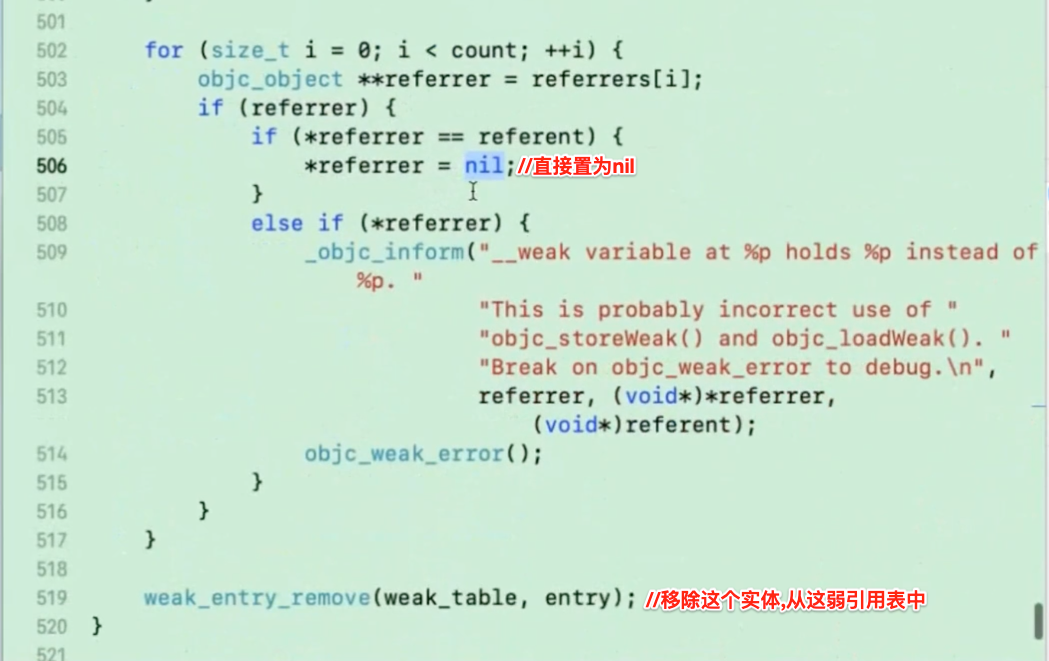 501
502 for (size_t i = 0; i < count; ++i) {
503 objc_object **referrer = referrers[i];
504 if (referrer) {
505 if (*referrer == referent) {
506 *referrer = nil;//直接置为nil
507 }
508 else if (*referrer) {
509 _objc_inform("__weak variable at %p holds %p instead of
%p. "
510 "This is probably incorrect use of "
511 "objc_storeWeak() and objc_loadWeak(). "
512 "Break on objc_weak_error to debug.\n",
513 referrer, (void*)*referrer,
(void*)referent);
514 objc_weak_error();
515 }
516 }
517 }
518
519 weak_entry_remove(weak_table, entry); //移除这个实体,从这弱引用表中
520 }
521